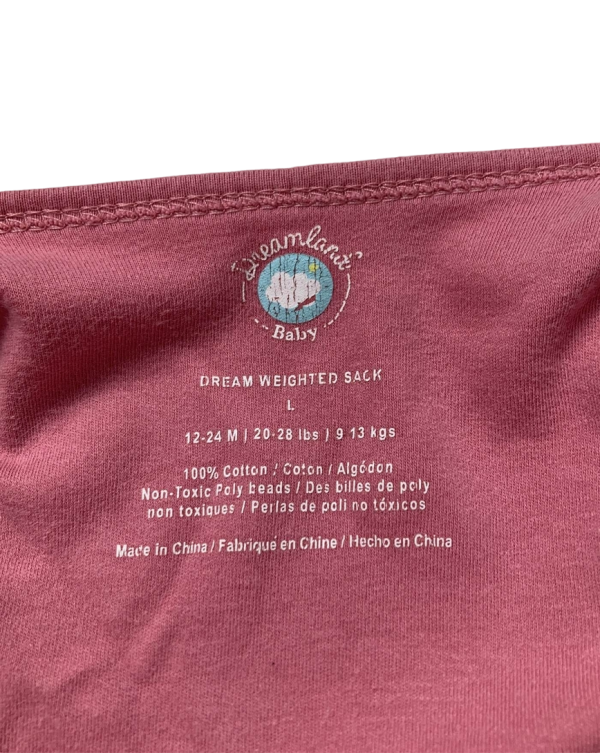 Dreamland
Baby
DREAM WEIGHTED SACK
L
12-24 M | 20-28 lbs | 9 13 kgs
100% Cotton / Coton / Algódon
Non-Toxic Poly beads / Des billes de poly
non toxiques / Perlas de poli no tóxicos
Made in China / Fabriqué en Chine / Hecho en China